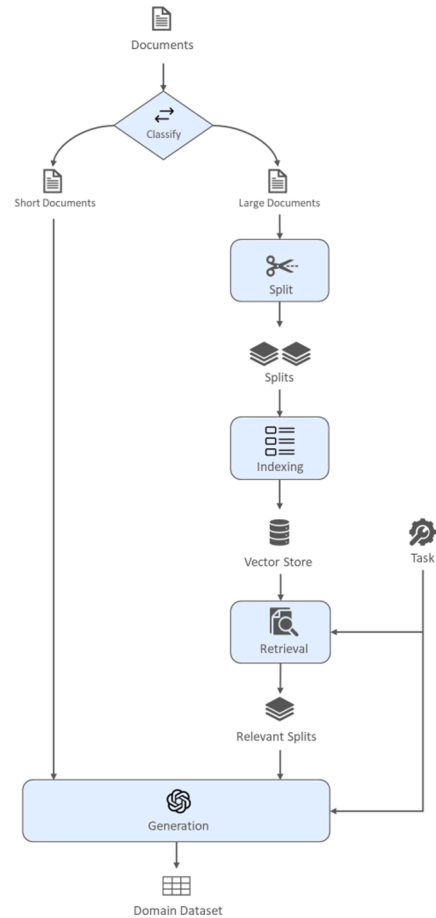 Documents
Classify
Short Documents
Large Documents
Split
Splits
Indexing
Vector Store
Task
Retrieval
Relevant Splits
Generation
Domain Dataset